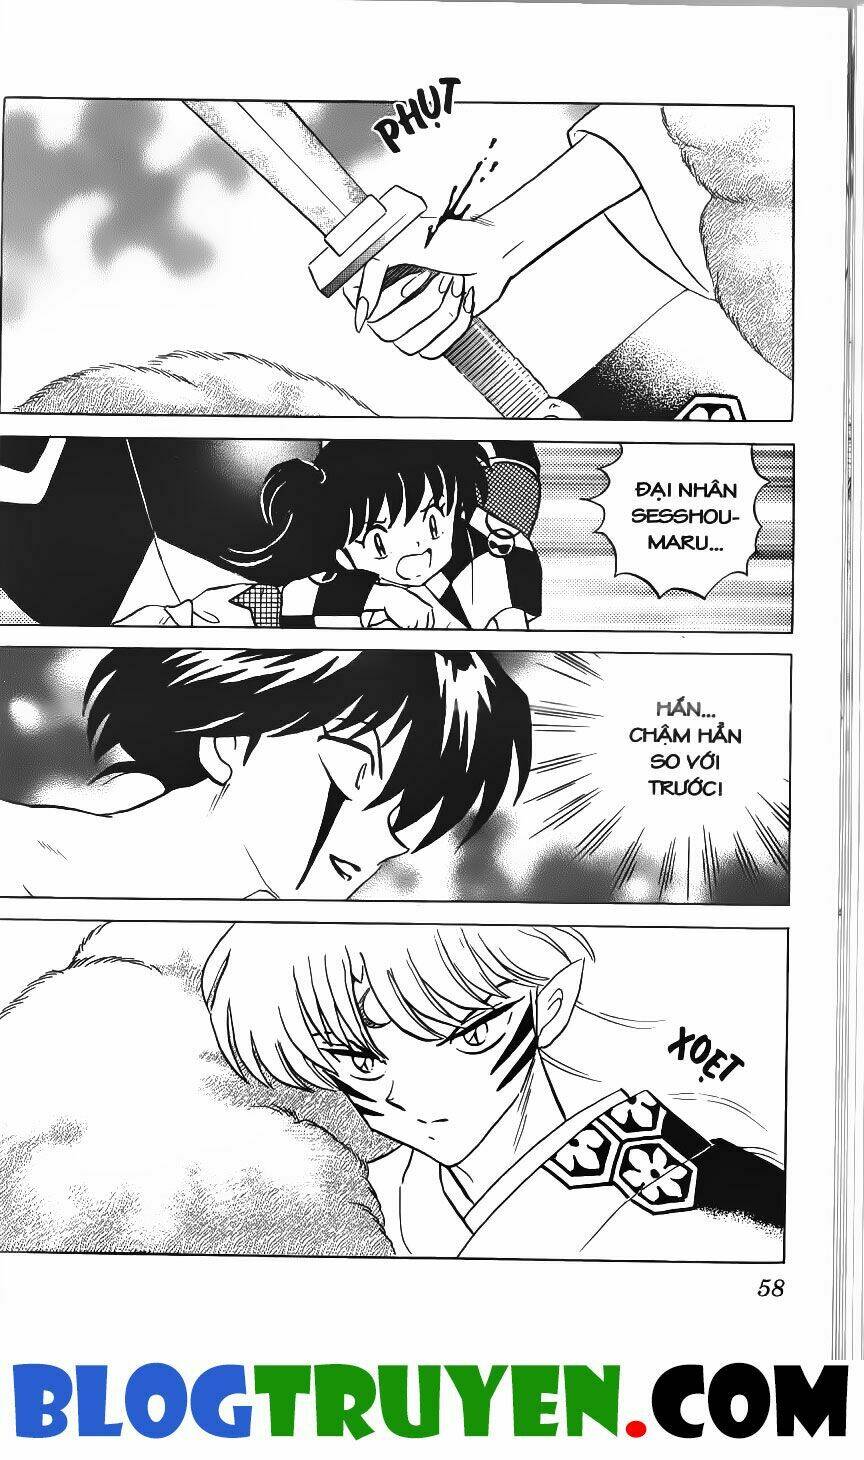 PHỤT
ĐẠI NHÂN
SESSHOU-
MARU...
HẮN...
CHẬM HẲN
SO VỚI
TRƯỚC!
XOẸT
58
BLOGTRUYEN.COM